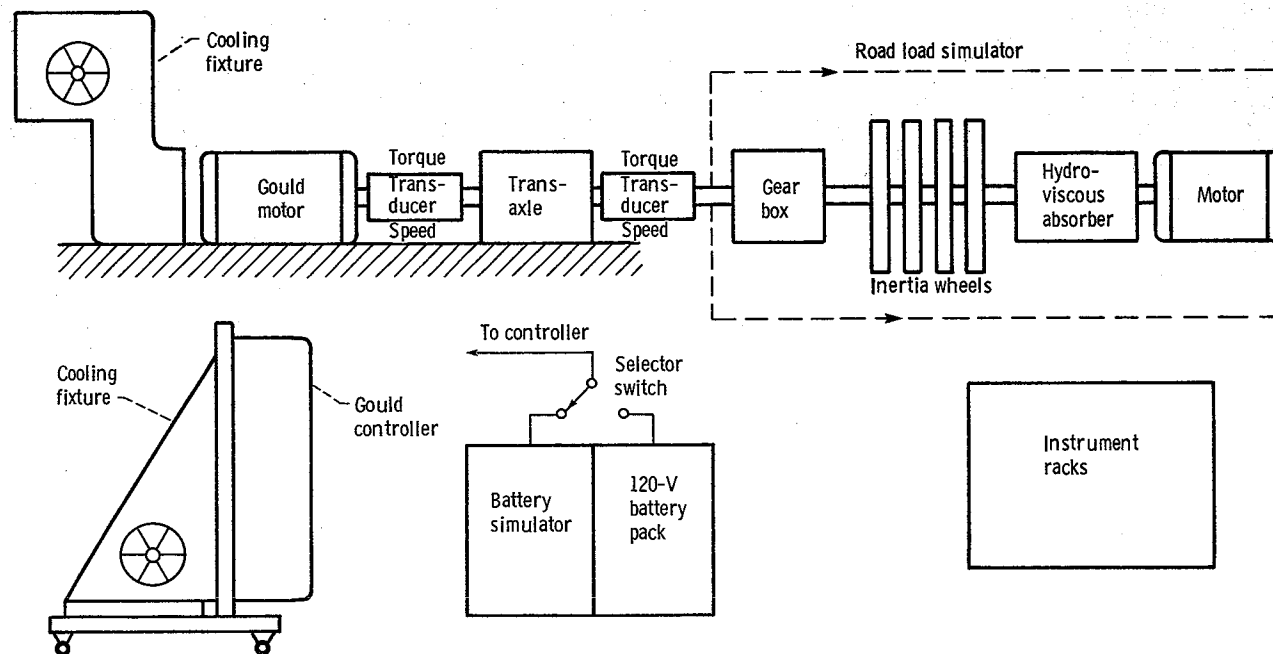 Cooling
fixture
Road load simulator
Gould
motor
Torque
Trans-
ducer
Speed
Trans-
axle
Torque
Trans-
ducer
Speed
Gear
box
Inertia wheels
Hydro-
viscous
absorber
Motor
Cooling
fixture
Gould
controller
To controller
Selector
switch
Battery
simulator
120-V
battery
pack
Instrument
racks